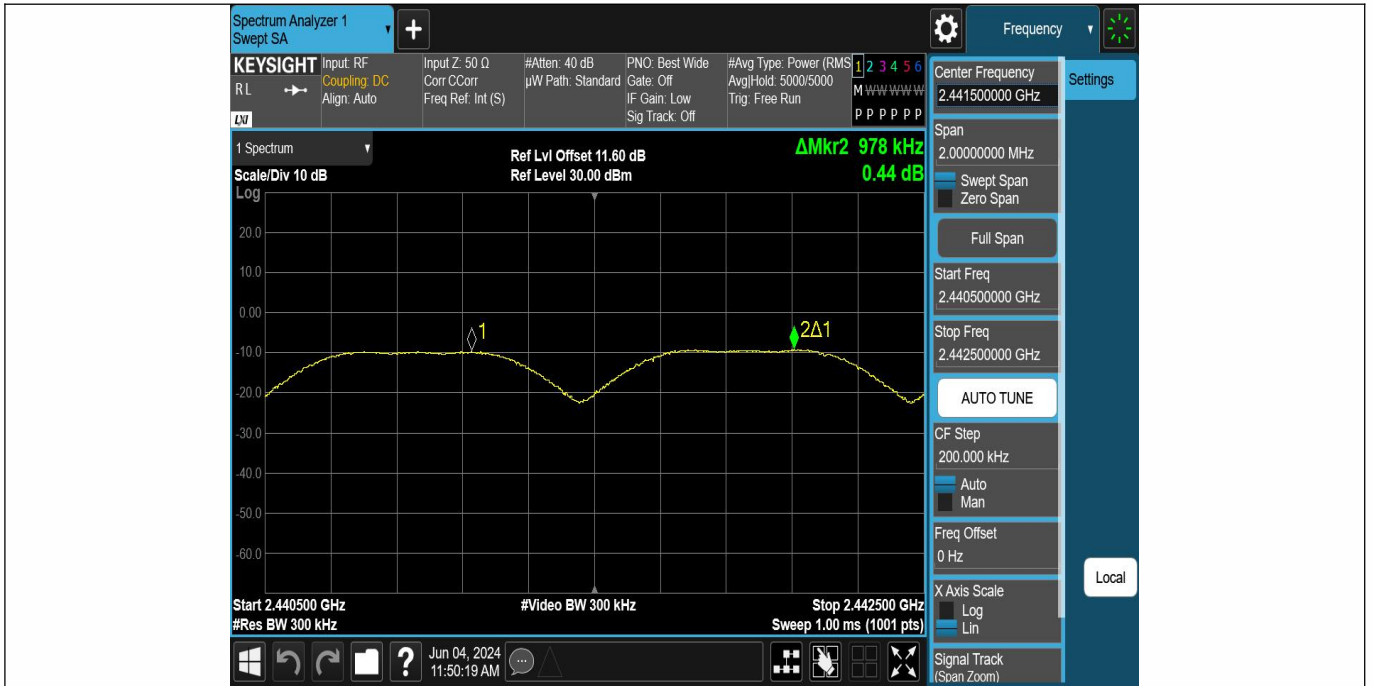 Spectrum Analyzer 1
Swept SA
+
Frequency
KEYSIGHT
RL
LXI
Input: RF
Coupling: DC
Align: Auto
Input Z: 50 Ω
Corr CCorr
Freq Ref: Int (S)
#Atten: 40 dB
µW Path: Standard
PNO: Best Wide
Gate: Off
IF Gain: Low
Sig Track: Off
#Avg Type: Power (RMS
Avg|Hold: 5000/5000
Trig: Free Run
1 2 3 4 5 6
M W W W W W
P P P P P P
1 Spectrum
Scale/Div 10 dB
Log
Ref Lvl Offset 11.60 dB
Ref Level 30.00 dBm
ΔMkr2 978 kHz
0.44 dB
20.0
10.0
0.00
-10.0
-20.0
-30.0
-40.0
-50.0
-60.0
1
2Δ1
Start 2.440500 GHz
#Res BW 300 kHz
#Video BW 300 kHz
Stop 2.442500 GHz
Sweep 1.00 ms (1001 pts)
Center Frequency
2.441500000 GHz
Settings
Span
2.00000000 MHz
Swept Span
Zero Span
Full Span
Start Freq
2.440500000 GHz
Stop Freq
2.442500000 GHz
AUTO TUNE
CF Step
200.000 kHz
Auto
Man
Freq Offset
0 Hz
Local
X Axis Scale
Log
Lin
Signal Track
(Span Zoom)
?
Jun 04, 2024
11:50:19 AM